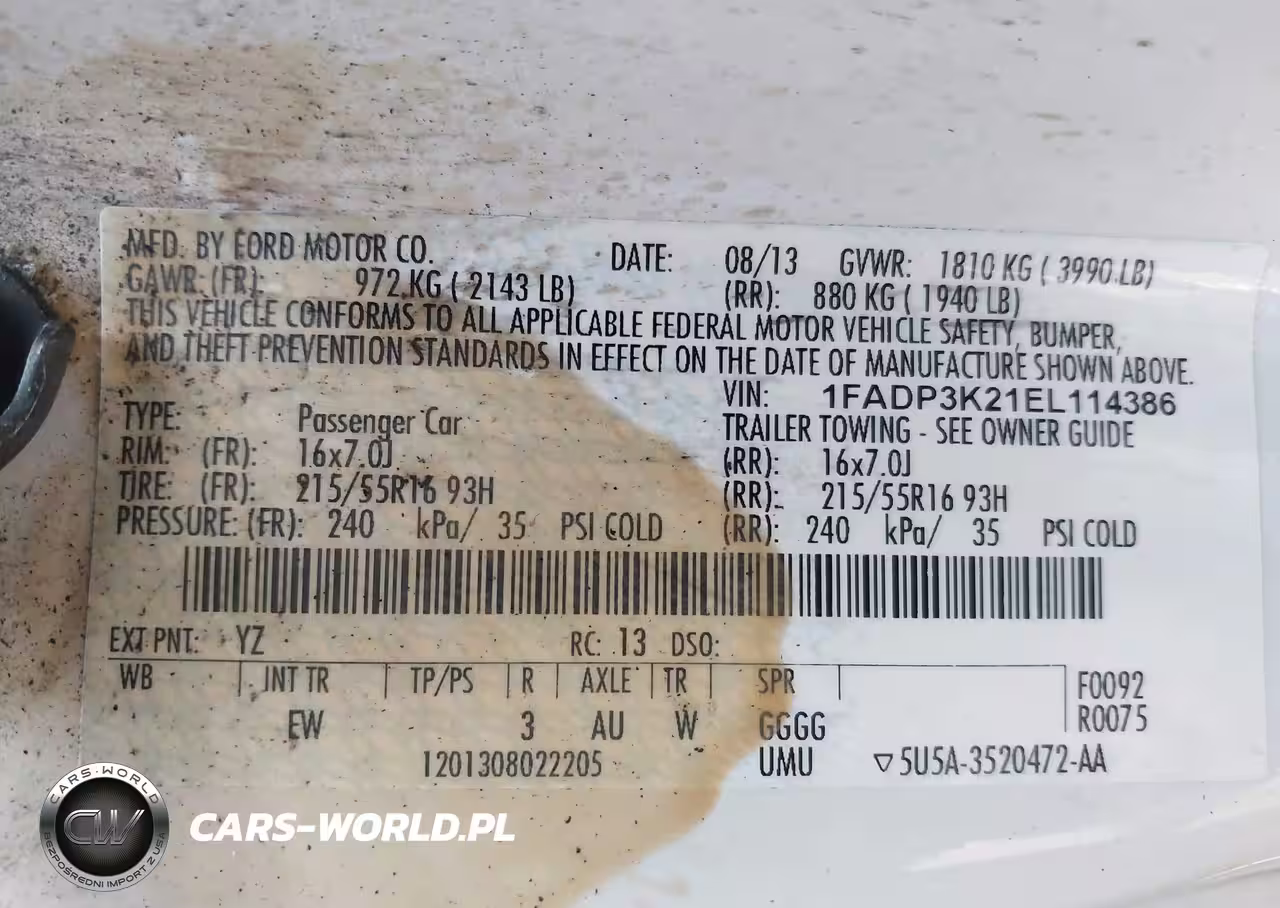 MFD. BY FORD MOTOR CO. DATE: 08/13 GVWR: 1810 KG ( 3990 LB)
GAWR: (FR): 972 KG ( 2143 LB) (RR): 880 KG ( 1940 LB)
THIS VEHICLE CONFORMS TO ALL APPLICABLE FEDERAL MOTOR VEHICLE SAFETY, BUMPER,
AND THEFT PREVENTION STANDARDS IN EFFECT ON THE DATE OF MANUFACTURE SHOWN ABOVE.
VIN: 1FADP3K21EL114386
TYPE: Passenger Car TRAILER TOWING - SEE OWNER GUIDE
RIM: (FR): 16x7.0J (RR): 16x7.0J
TIRE: (FR): 215/55R16 93H (RR): 215/55R16 93H
PRESSURE: (FR): 240 kPa/ 35 PSI COLD (RR): 240 kPa/ 35 PSI COLD
EXT PNT: YZ RC: 13 DSO:
WB INT TR TP/PS R AXLE TR SPR F0092
EW 3 AU W GGGG R0075
1201308022205 UMU ▽5U5A-3520472-AA
CARS-WORLD
CW
BEZPOŚREDNI IMPORT Z USA
CARS-WORLD.PL